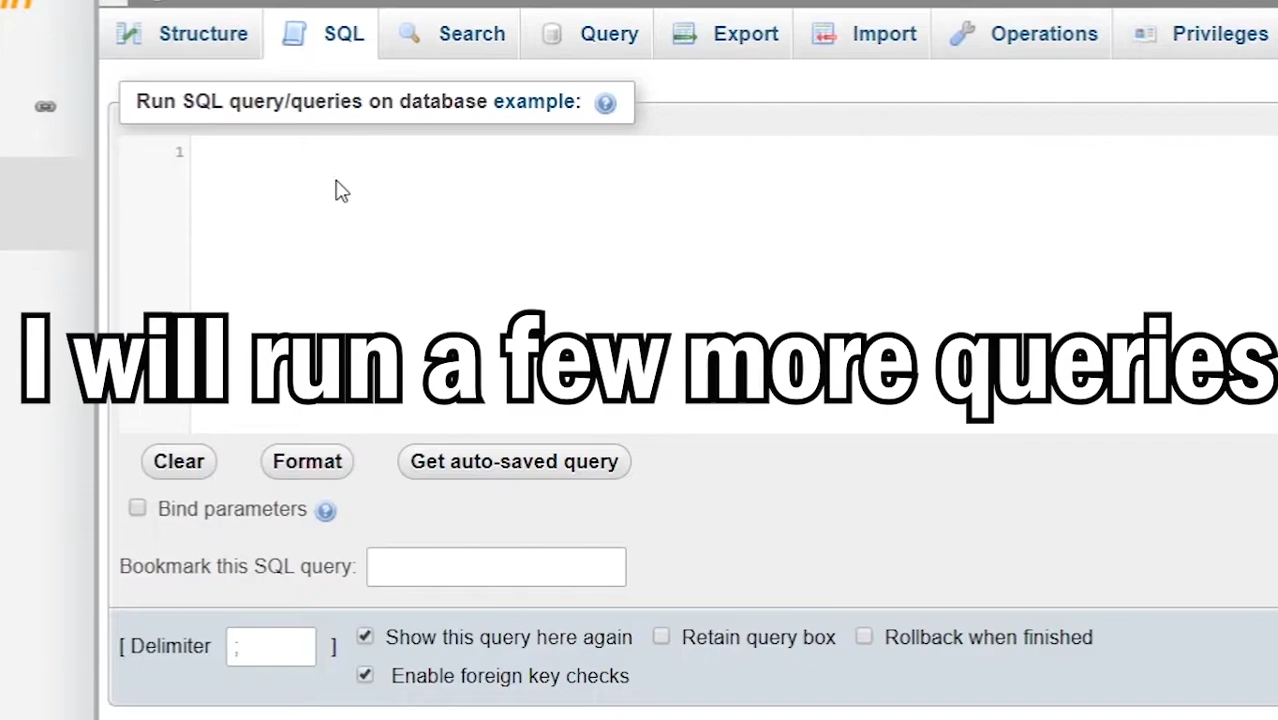 Structure SQL Search Query Export Import Operations Privileges
Run SQL query/queries on database example:
1
I will run a few more queries
Clear Format Get auto-saved query
Bind parameters
Bookmark this SQL query:
[ Delimiter ; ] Show this query here again Retain query box Rollback when finished
Enable foreign key checks